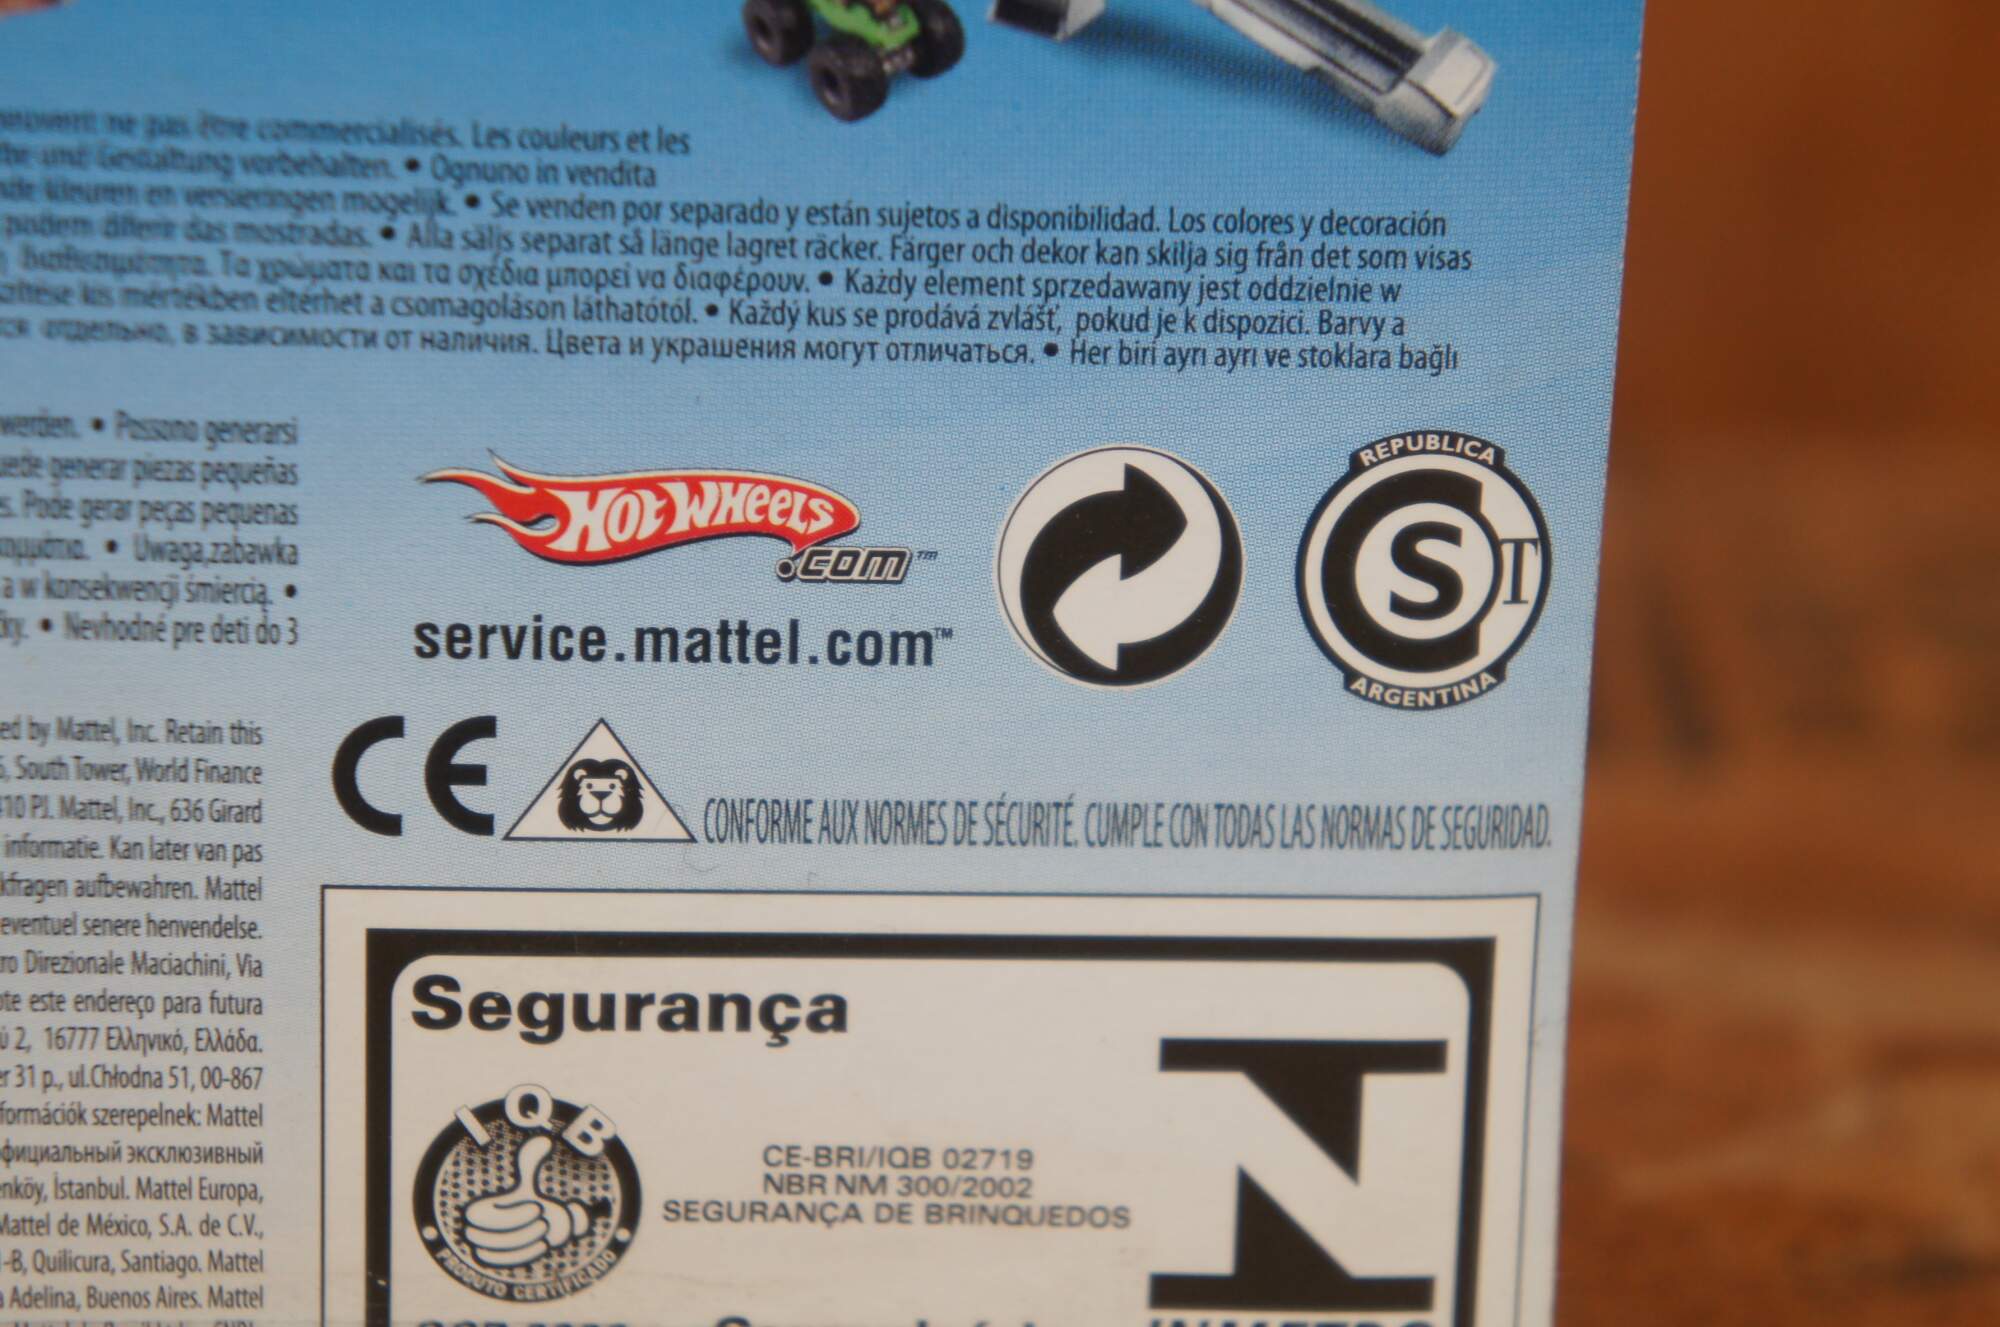 ne pas être commercialisés. Les couleurs et les
und Gestaltung vorbehalten. • Ognuno in vendita
kleuren en versieringen mogelijk. • Se venden por separado y están sujetos a disponibilidad. Los colores y decoración
podem diferir das mostradas. • Alla säljs separat så länge lagret räcker. Färger och dekor kan skilja sig från det som visas
διαθεσιμότητα. Τα χρώματα και τα σχέδια μπορεί να διαφέρουν. • Każdy element sprzedawany jest oddzielnie w
kis mértékben eltérhet a csomagoláson láthatótól. • Každý kus se prodává zvlášť, pokud je k dispozici. Barvy a
отдельно, в зависимости от наличия. Цвета и украшения могут отличаться. • Her biri ayrı ayrı ve stoklara bağlı
werden. • Possono generarsi
generar piezas pequeñas
Pode gerar peças pequenas
• Uwaga,zabawka
a w konsekwencji śmiercią. •
• Nevhodné pre deti do 3
HOT WHEELS
.COM™
service.mattel.com™
REPUBLICA
CST
ARGENTINA
CE
CONFORME AUX NORMES DE SÉCURITÉ. CUMPLE CON TODAS LAS NORMAS DE SEGURIDAD.
by Mattel, Inc. Retain this
South Tower, World Finance
10 PJ. Mattel, Inc., 636 Girard
informatie. Kan later van pas
aufbewahren. Mattel
eventuel senere henvendelse.
Direzionale Maciachini, Via
este endereço para futura
2, 16777 Ελληνικό, Ελλάδα.
31 p., ul.Chłodna 51, 00-867
szerepelnek: Mattel
эксклюзивный
İstanbul. Mattel Europa,
Mattel de México, S.A. de C.V.,
-B, Quilicura, Santiago. Mattel
Adelina, Buenos Aires. Mattel
Segurança
IQB
PRODUTO CERTIFICADO
CE-BRI/IQB 02719
NBR NM 300/2002
SEGURANÇA DE BRINQUEDOS